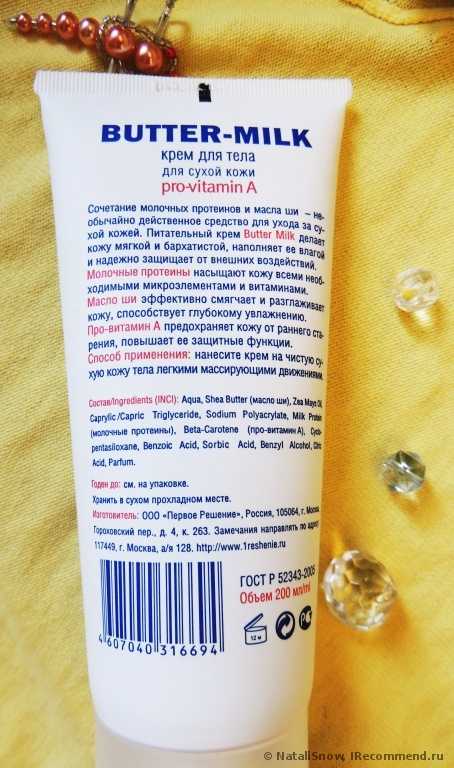 BUTTER-MILK
крем для тела
для сухой кожи
pro-vitamin A
Сочетание молочных протеинов и масла ши – не-
обычайно действенное средство для ухода за су-
хой кожей. Питательный крем Butter Milk делает
кожу мягкой и бархатистой, наполняет ее влагой
и надежно защищает от внешних воздействий.
Молочные протеины насыщают кожу всеми необ-
ходимыми микроэлементами и витаминами.
Масло ши эффективно смягчает и разглаживает
кожу, способствует глубокому увлажнению.
Про-витамин А предохраняет кожу от раннего ста-
рения, повышает ее защитные функции.
Способ применения: нанесите крем на чистую су-
хую кожу тела легкими массирующими движениями.
Состав/Ingredients (INCI): Aqua, Shea Butter (масло ши), Zea Mays Oil,
Caprylic /Capric Triglyceride, Sodium Polyacrylate, Milk Protein
(молочные протеины), Beta-Carotene (про-витамин А), Cyclo-
pentasiloxane, Benzoic Acid, Sorbic Acid, Benzyl Alcohol, Citric
Acid, Parfum.
Годен до: см. на упаковке.
Хранить в сухом прохладном месте.
Изготовитель: ООО «Первое Решение», Россия, 105064, г. Москва,
Гороховский пер., д. 4, к. 263. Замечания направлять по адресу:
117449, г. Москва, а/я 128. http://www.1reshenie.ru
ГОСТ Р 52343-2005
Объем 200 мл/ml
12 м
4 607040 316694
© NataliSnow, IRecommend.ru